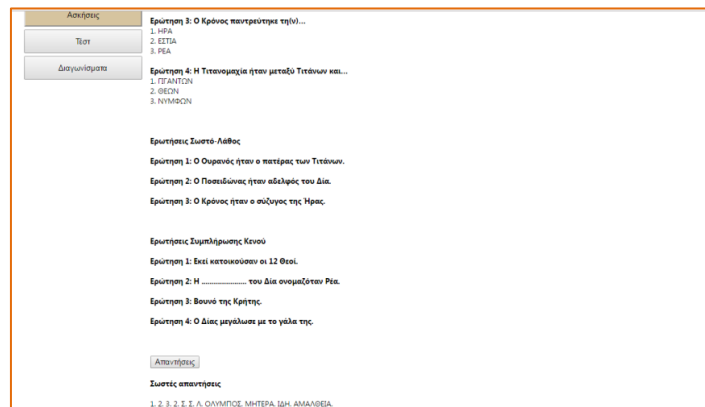 Ασκήσεις
Τέστ
Διαγωνίσματα
Ερώτηση 3: Ο Κρόνος παντρεύτηκε τη(ν)...
1. ΗΡΑ
2. ΕΣΤΙΑ
3. ΡΕΑ
Ερώτηση 4: Η Τιτανομαχία ήταν μεταξύ Τιτάνων και...
1. ΓΙΓΑΝΤΩΝ
2. ΘΕΩΝ
3. ΝΥΜΦΩΝ
Ερωτήσεις Σωστό-Λάθος
Ερώτηση 1: Ο Ουρανός ήταν ο πατέρας των Τιτάνων.
Ερώτηση 2: Ο Ποσειδώνας ήταν αδελφός του Δία.
Ερώτηση 3: Ο Κρόνος ήταν ο σύζυγος της Ήρας.
Ερωτήσεις Συμπλήρωσης Κενού
Ερώτηση 1: Εκεί κατοικούσαν οι 12 Θεοί.
Ερώτηση 2: Η ...................... του Δία ονομαζόταν Ρέα.
Ερώτηση 3: Βουνό της Κρήτης.
Ερώτηση 4: Ο Δίας μεγάλωσε με το γάλα της.
Απαντήσεις
Σωστές απαντήσεις
1, 2, 3, 2, Σ, Σ, Λ, ΟΛΥΜΠΟΣ, ΜΗΤΕΡΑ, ΙΔΗ, ΑΜΑΛΘΕΙΑ.